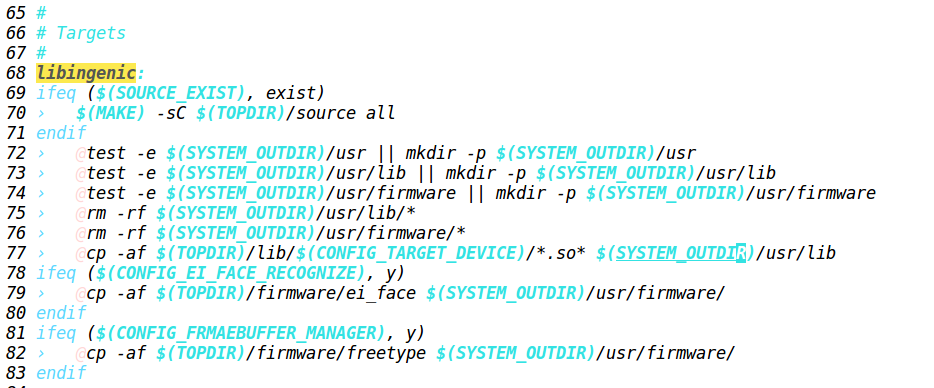 65 #
66 # Targets
67 #
68 libingenic:
69 ifeq ($(SOURCE_EXIST), exist)
70 › $(MAKE) -sC $(TOPDIR)/source all
71 endif
72 › @test -e $(SYSTEM_OUTDIR)/usr || mkdir -p $(SYSTEM_OUTDIR)/usr
73 › @test -e $(SYSTEM_OUTDIR)/usr/lib || mkdir -p $(SYSTEM_OUTDIR)/usr/lib
74 › @test -e $(SYSTEM_OUTDIR)/usr/firmware || mkdir -p $(SYSTEM_OUTDIR)/usr/firmware
75 › @rm -rf $(SYSTEM_OUTDIR)/usr/lib/*
76 › @rm -rf $(SYSTEM_OUTDIR)/usr/firmware/*
77 › @cp -af $(TOPDIR)/lib/$(CONFIG_TARGET_DEVICE)/*.so* $(SYSTEM_OUTDIR)/usr/lib
78 ifeq ($(CONFIG_EI_FACE_RECOGNIZE), y)
79 › @cp -af $(TOPDIR)/firmware/ei_face $(SYSTEM_OUTDIR)/usr/firmware/
80 endif
81 ifeq ($(CONFIG_FRMAEBUFFER_MANAGER), y)
82 › @cp -af $(TOPDIR)/firmware/freetype $(SYSTEM_OUTDIR)/usr/firmware/
83 endif